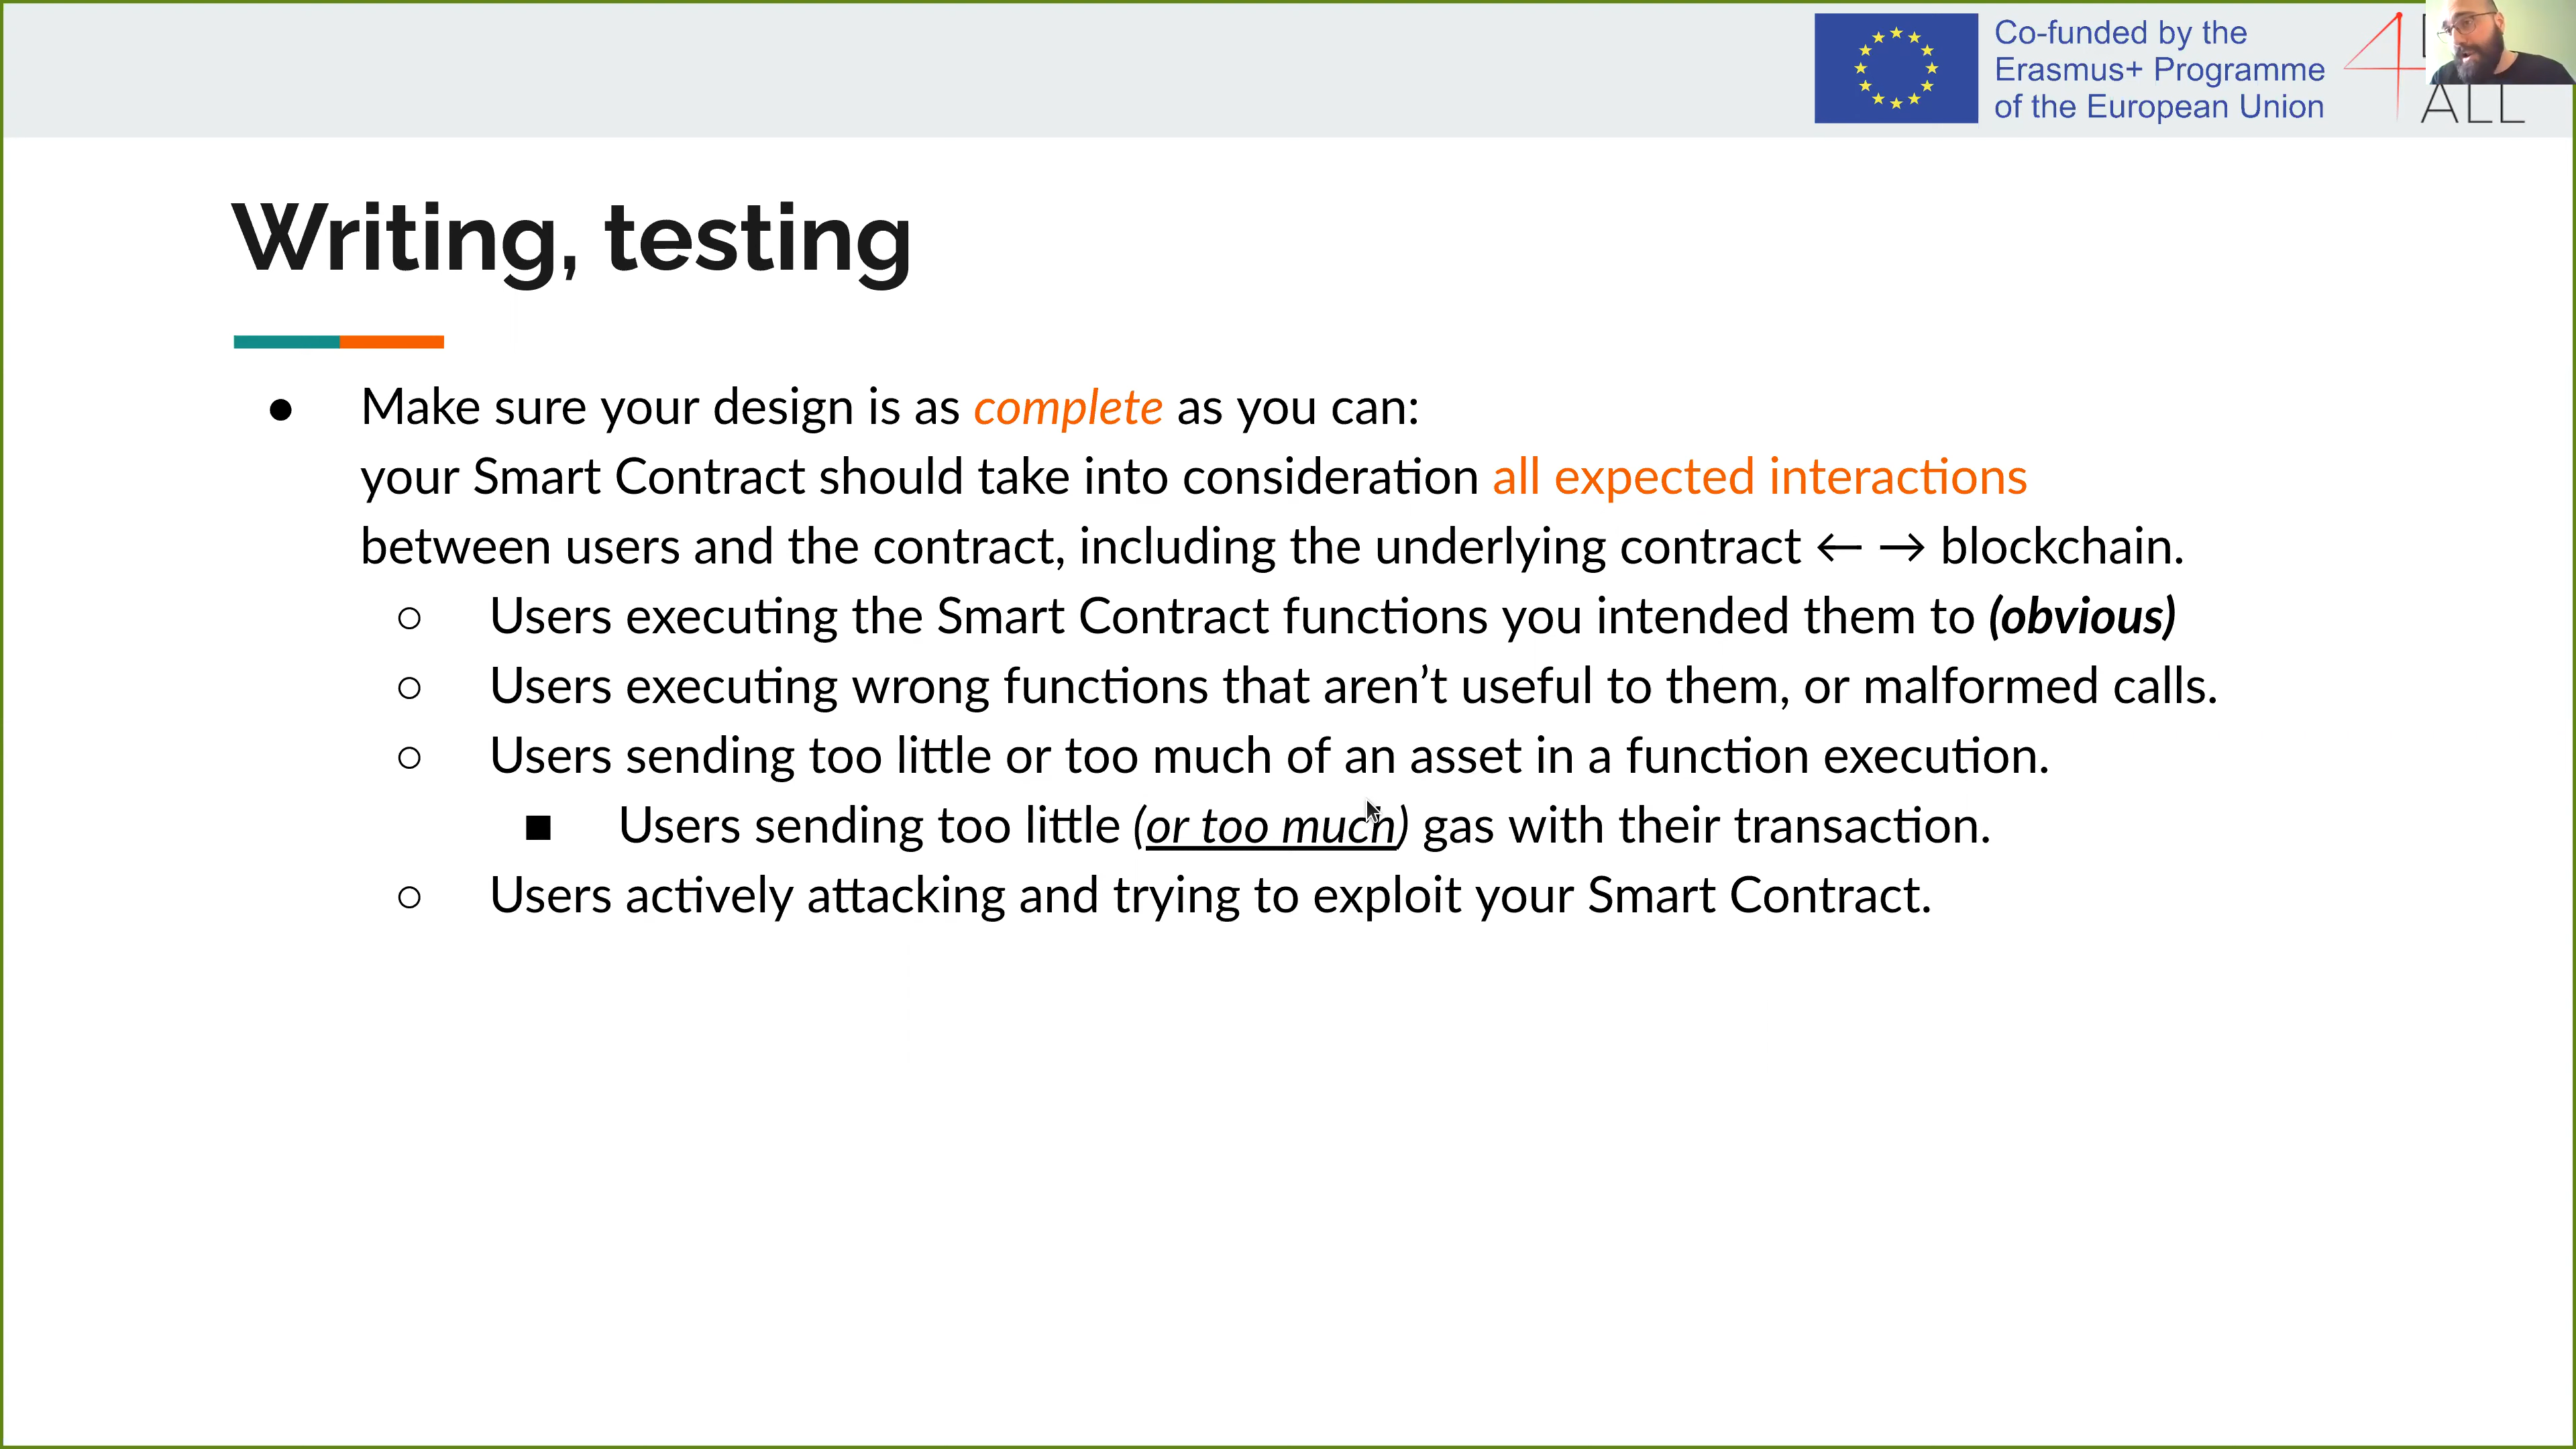 Co-funded by the
Erasmus+ Programme
of the European Union
4
ALL
Writing, testing
● Make sure your design is as complete as you can:
your Smart Contract should take into consideration all expected interactions
between users and the contract, including the underlying contract ← → blockchain.
○ Users executing the Smart Contract functions you intended them to (obvious)
○ Users executing wrong functions that aren’t useful to them, or malformed calls.
○ Users sending too little or too much of an asset in a function execution.
■ Users sending too little (or too much) gas with their transaction.
○ Users actively attacking and trying to exploit your Smart Contract.